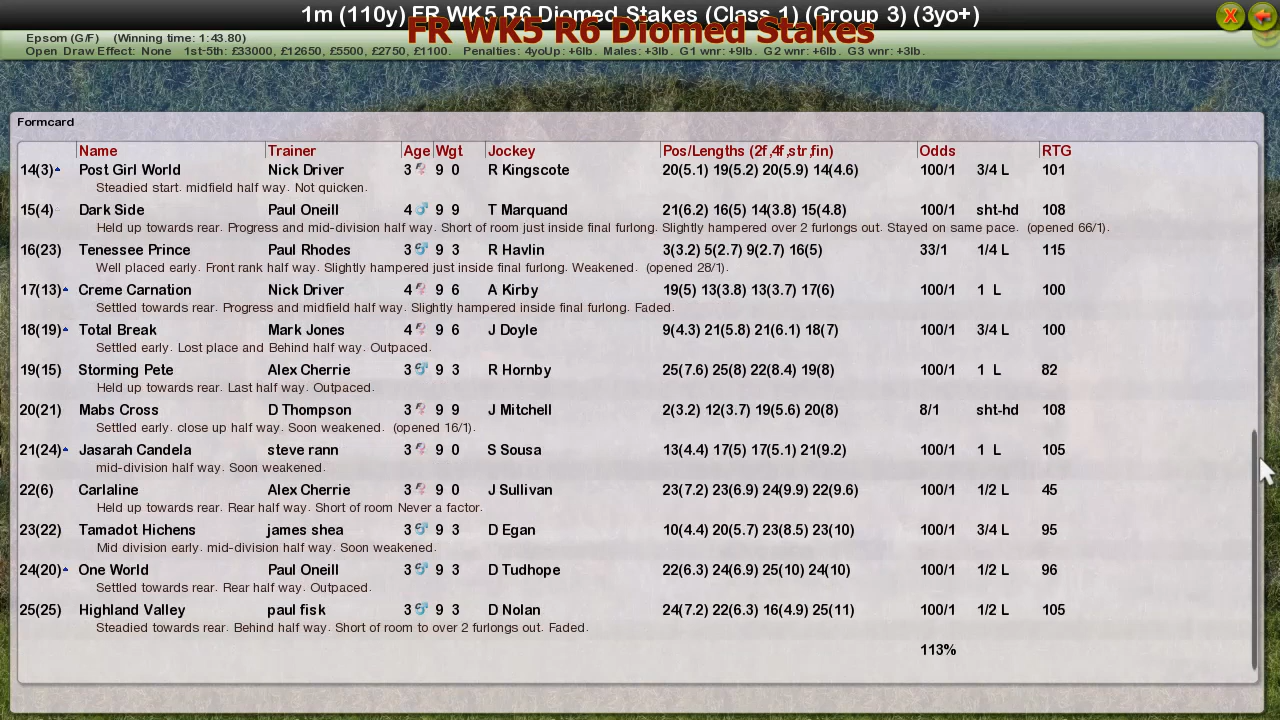 1m (110y) FR WK5 R6 Diomed Stakes (Class 1) (Group 3) (3yo+)
FR WK5 R6 Diomed Stakes
Epsom (G/F) (Winning time: 1:43.80)
Open Draw Effect: None 1st-5th: £33000, £12650, £5500, £2750, £1100. Penalties: 4yoUp: +6lb. Males: +3lb. G1 wnr: +9lb. G2 wnr: +6lb. G3 wnr: +3lb.
Formcard
Name Trainer Age Wgt Jockey Pos/Lengths (2f,4f,str,fin) Odds RTG
14(3) Post Girl World Nick Driver 3 9 0 R Kingscote 20(5.1) 19(5.2) 20(5.9) 14(4.6) 100/1 3/4 L 101
Steadied start. midfield half way. Not quicken.
15(4) Dark Side Paul Oneill 4 9 9 T Marquand 21(6.2) 16(5) 14(3.8) 15(4.8) 100/1 sht-hd 108
Held up towards rear. Progress and mid-division half way. Short of room just inside final furlong. Slightly hampered over 2 furlongs out. Stayed on same pace. (opened 66/1).
16(23) Tenessee Prince Paul Rhodes 3 9 3 R Havlin 3(3.2) 5(2.7) 9(2.7) 16(5) 33/1 1/4 L 115
Well placed early. Front rank half way. Slightly hampered just inside final furlong. Weakened. (opened 28/1).
17(13) Creme Carnation Nick Driver 4 9 6 A Kirby 19(5) 13(3.8) 13(3.7) 17(6) 100/1 1 L 100
Settled towards rear. Progress and midfield half way. Slightly hampered inside final furlong. Faded.
18(19) Total Break Mark Jones 4 9 6 J Doyle 9(4.3) 21(5.8) 21(6.1) 18(7) 100/1 3/4 L 100
Settled early. Lost place and Behind half way. Outpaced.
19(15) Storming Pete Alex Cherrie 3 9 3 R Hornby 25(7.6) 25(8) 22(8.4) 19(8) 100/1 1 L 82
Held up towards rear. Last half way. Outpaced.
20(21) Mabs Cross D Thompson 3 9 9 J Mitchell 2(3.2) 12(3.7) 19(5.6) 20(8) 8/1 sht-hd 108
Settled early. close up half way. Soon weakened. (opened 16/1).
21(24) Jasarah Candela steve rann 3 9 0 S Sousa 13(4.4) 17(5) 17(5.1) 21(9.2) 100/1 1 L 105
mid-division half way. Soon weakened.
22(6) Carlaline Alex Cherrie 3 9 0 J Sullivan 23(7.2) 23(6.9) 24(9.9) 22(9.6) 100/1 1/2 L 45
Held up towards rear. Rear half way. Short of room Never a factor.
23(22) Tamadot Hichens james shea 3 9 3 D Egan 10(4.4) 20(5.7) 23(8.5) 23(10) 100/1 3/4 L 95
Mid division early. mid-division half way. Soon weakened.
24(20) One World Paul Oneill 3 9 3 D Tudhope 22(6.3) 24(6.9) 25(10) 24(10) 100/1 1/2 L 96
Settled towards rear. Rear half way. Outpaced.
25(25) Highland Valley paul fisk 3 9 3 D Nolan 24(7.2) 22(6.3) 16(4.9) 25(11) 100/1 1/2 L 105
Steadied towards rear. Behind half way. Short of room to over 2 furlongs out. Faded.
113%